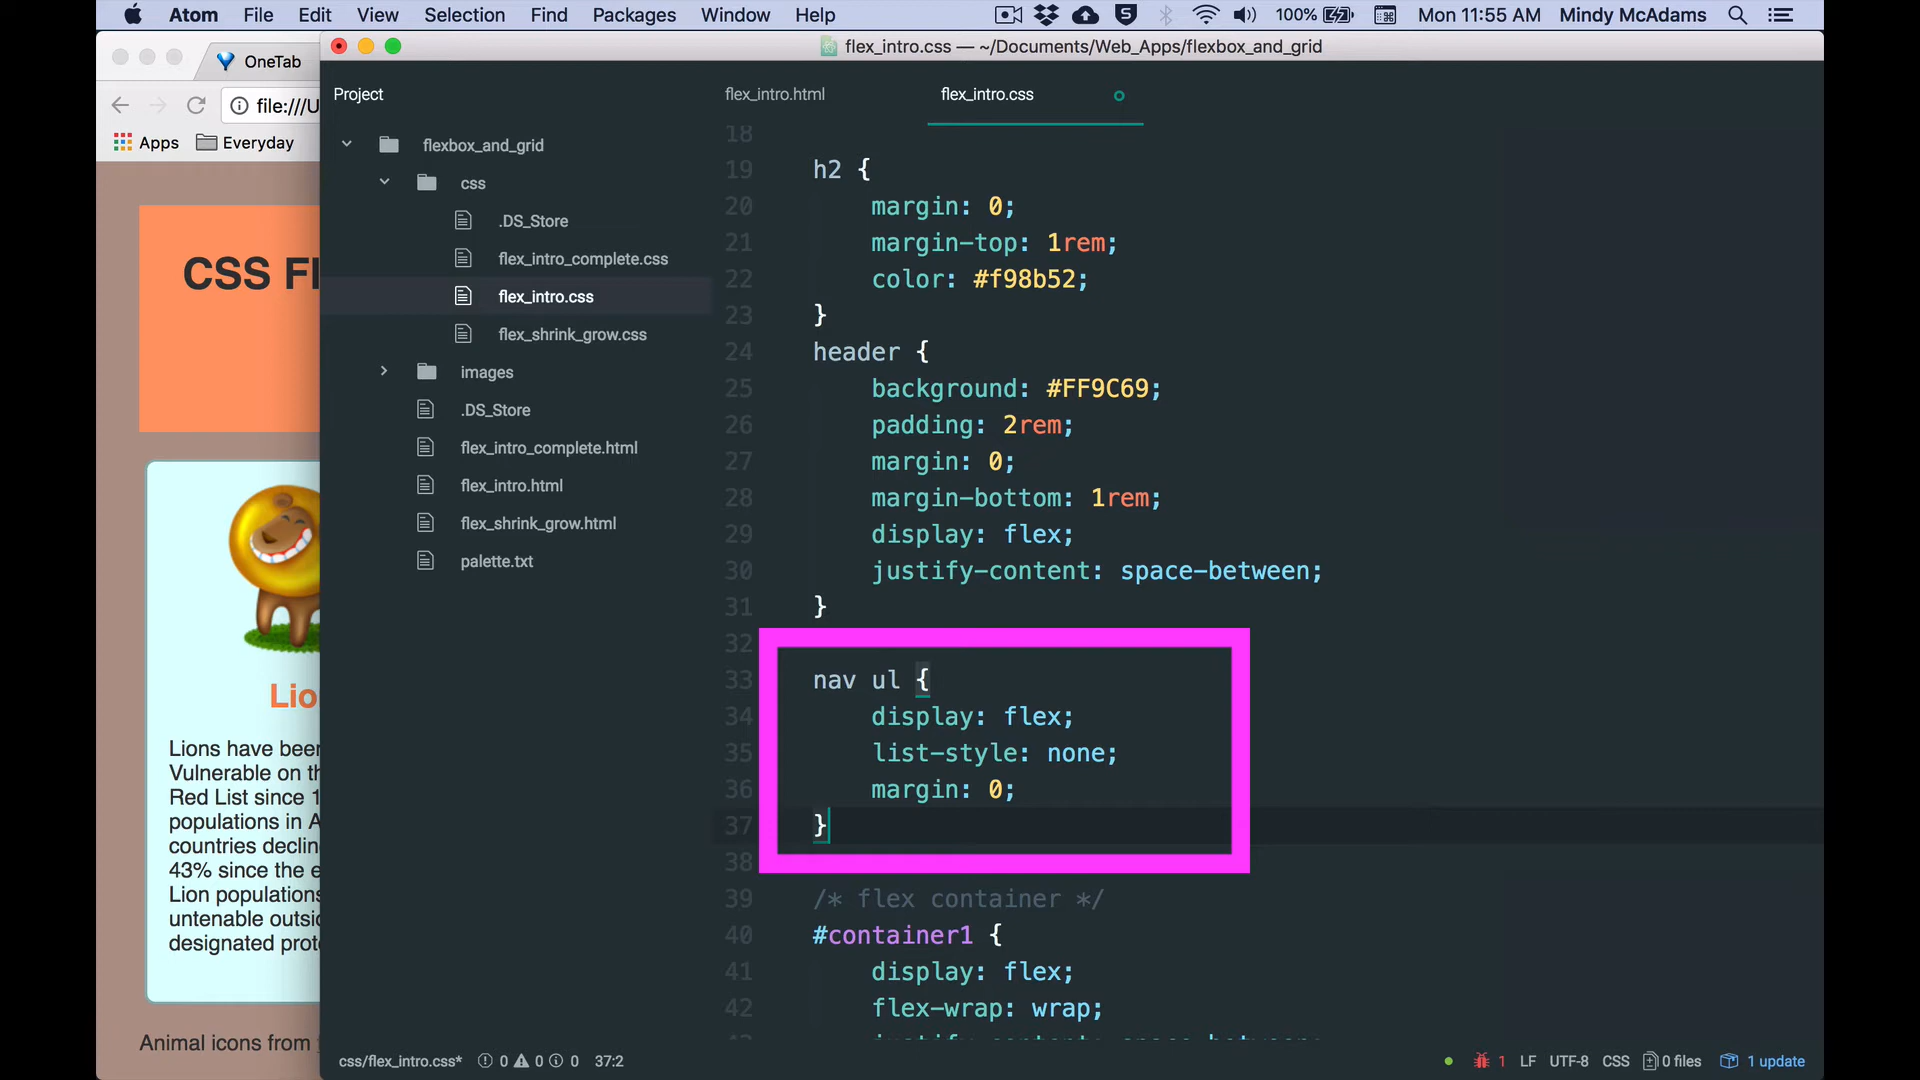 Atom File Edit View Selection Find Packages Window Help 100% Mon 11:55 AM Mindy McAdams
flex_intro.css — ~/Documents/Web_Apps/flexbox_and_grid
OneTab
file:///U
Apps Everyday
CSS Fl
Lio
Lions have been
Vulnerable on th
Red List since 1
populations in A
countries declin
43% since the e
Lion populations
untenable outsid
designated prote
Animal icons from
Project
flexbox_and_grid
css
.DS_Store
flex_intro_complete.css
flex_intro.css
flex_shrink_grow.css
images
.DS_Store
flex_intro_complete.html
flex_intro.html
flex_shrink_grow.html
palette.txt
flex_intro.html flex_intro.css
18
19 h2 {
20 margin: 0;
21 margin-top: 1rem;
22 color: #f98b52;
23 }
24 header {
25 background: #FF9C69;
26 padding: 2rem;
27 margin: 0;
28 margin-bottom: 1rem;
29 display: flex;
30 justify-content: space-between;
31 }
32
33 nav ul {
34 display: flex;
35 list-style: none;
36 margin: 0;
37 }
38
39 /* flex container */
40 #container1 {
41 display: flex;
42 flex-wrap: wrap;
css/flex_intro.css* 0 0 0 37:2 1 LF UTF-8 CSS 0 files 1 update